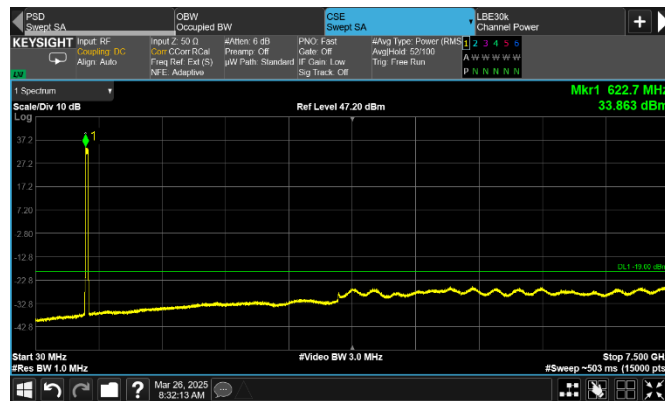 PSD
Swept SA
OBW
Occupied BW
CSE
Swept SA
LBE30k
Channel Power
KEYSIGHT
Input: RF
Coupling: DC
Align: Auto
LM
Input Z: 50 Ω
Corr CCorr RCal
Freq Ref: Ext (S)
NFE: Adaptive
#Atten: 6 dB
Preamp: Off
µW Path: Standard
PNO: Fast
Gate: Off
IF Gain: Low
Sig Track: Off
#Avg Type: Power (RMS
Avg|Hold: 52/100
Trig: Free Run
1 2 3 4 5 6
A W W W W W
P N N N N N
1 Spectrum
Scale/Div 10 dB
Log
Ref Level 47.20 dBm
Mkr1 622.7 MHz
33.863 dBm
1
37.2
27.2
17.2
7.20
-2.80
-12.8
-22.8
-32.8
-42.8
Start 30 MHz
#Res BW 1.0 MHz
#Video BW 3.0 MHz
Stop 7.500 GH
#Sweep ~503 ms (15000 pts
Mar 26, 2025
8:32:13 AM